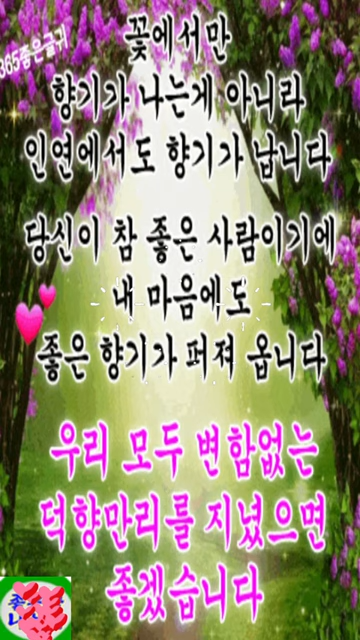 365좋은글귀
꽃에서만
향기가 나는게 아니라
인연에서도 향기가 납니다
당신이 참 좋은 사람이기에
내 마음에도
좋은 향기가 퍼져 옵니다
우리 모두 변함없는
덕향만리를 지녔으면
좋겠습니다